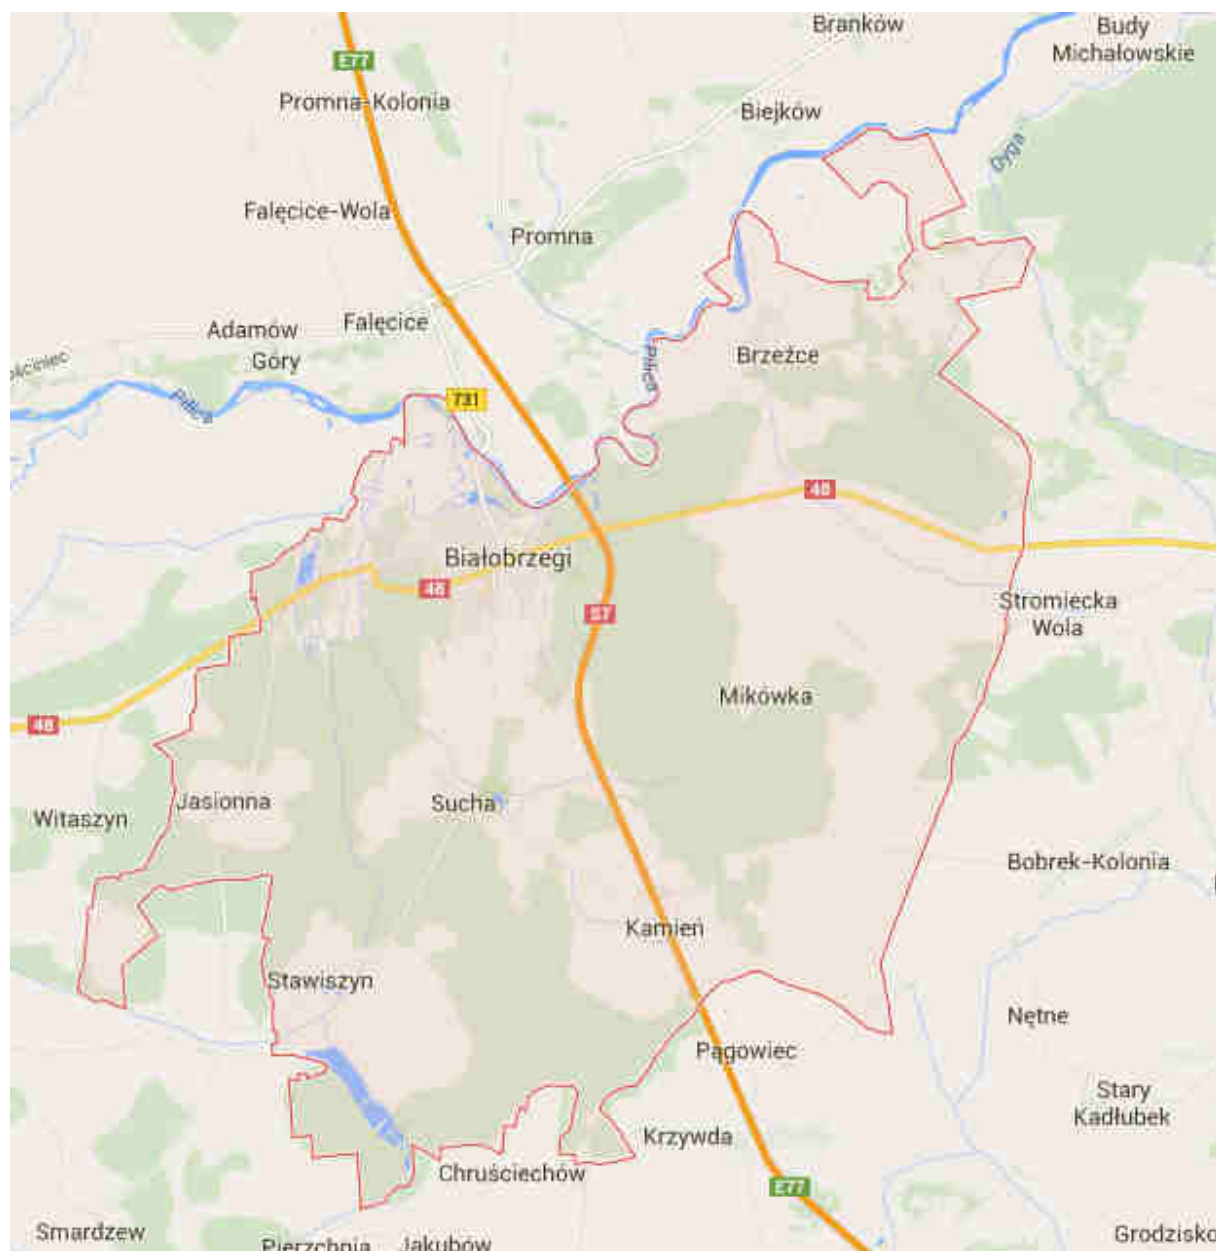 Branków
Budy
Michałowskie
E77
Promna-Kolonia
Biejków
Dyga
Falęcice-Wola
Promna
Falęcice
Adamów
Góry
Pilica
Brzeźce
731
Pilica
48
Białobrzegi
48
S7
Stromiecka
Wola
Mikówka
48
Jasionna
Sucha
Witaszyn
Bobrek-Kolonia
Kamień
Stawiszyn
Nętne
Pągowiec
Stary
Kadłubek
Krzywda
Chruściechów
E77
Smardzew
Pierzchnia
Jakubów